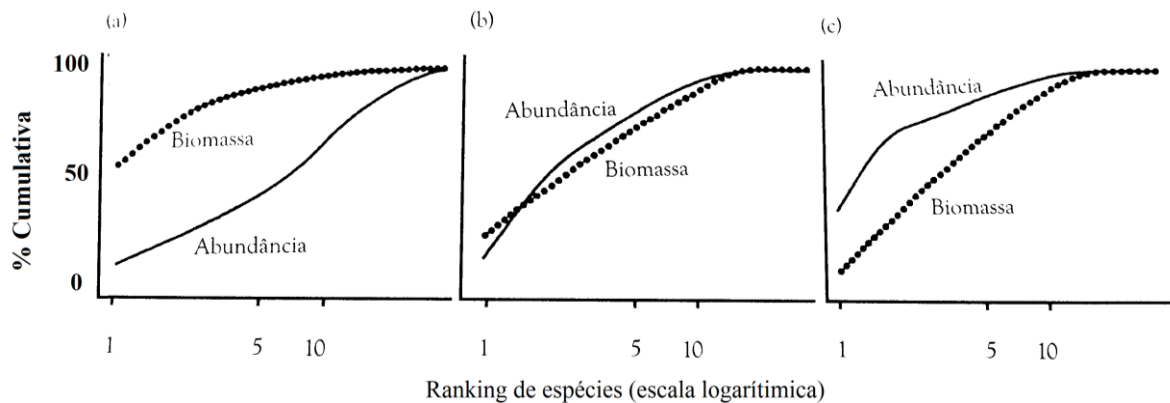 (a)
(b)
(c)
% Cumulativa
100
50
0
Biomassa
Abundância
Abundância
Biomassa
Abundância
Biomassa
1 5 10
1 5 10
1 5 10
Ranking de espécies (escala logarítimica)